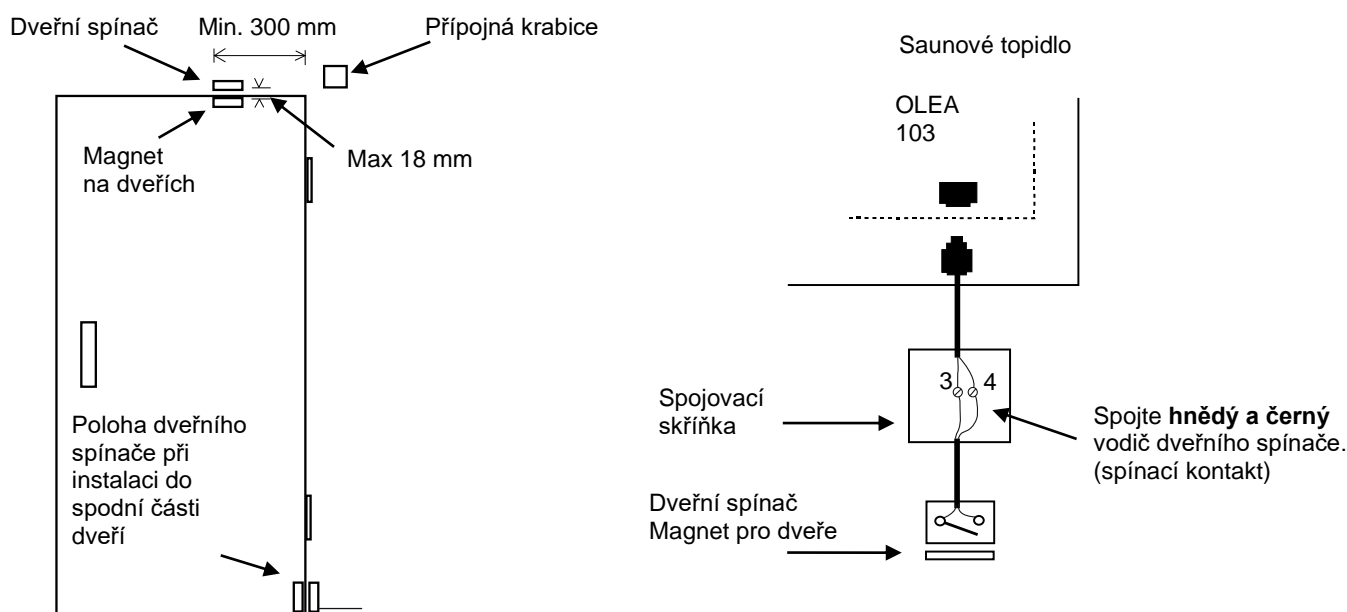 Dveřní spínač
Min. 300 mm
Přípojná krabice
Magnet
na dveřích
Max 18 mm
Poloha dveřního
spínače při
instalaci do
spodní části
dveří
Saunové topidlo
OLEA
103
3 4
Spojovací
skříňka
Spojte hnědý a černý
vodič dveřního spínače.
(spínací kontakt)
Dveřní spínač
Magnet pro dveře